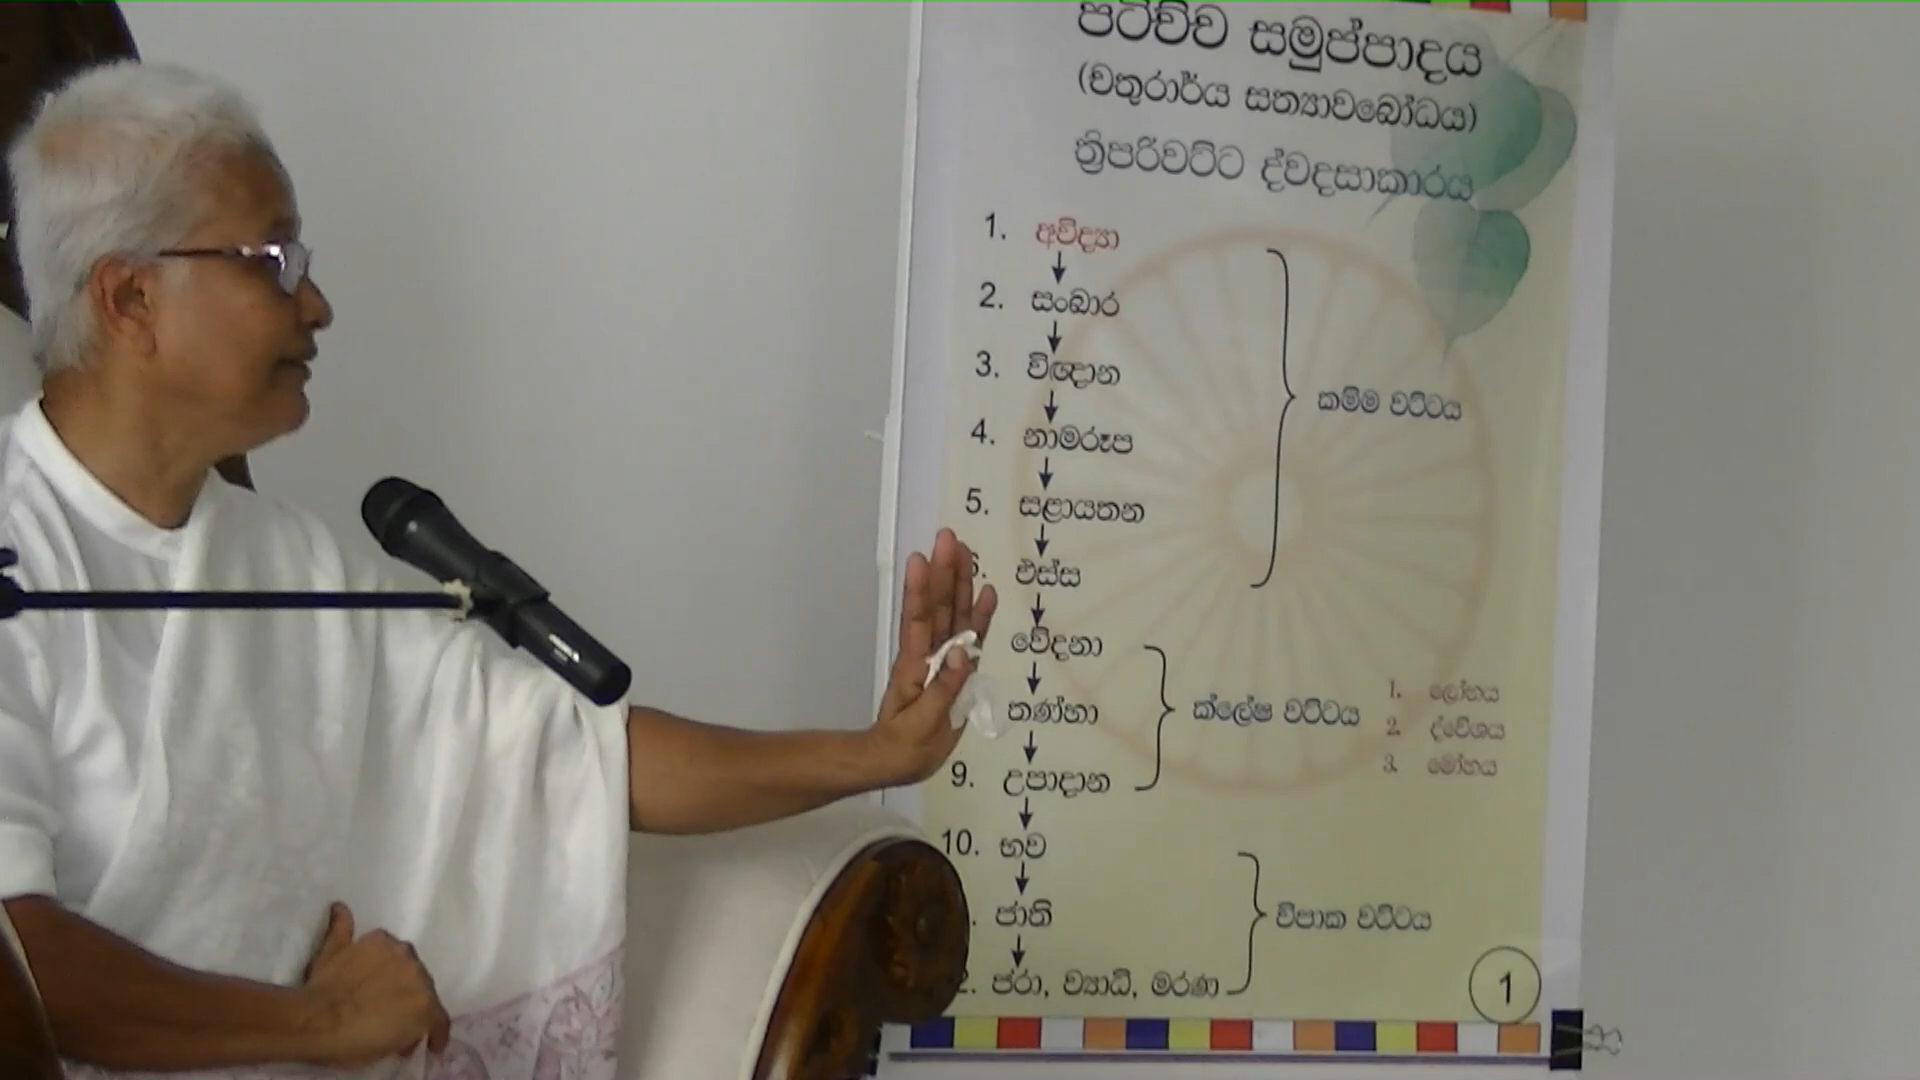 පටිච්ච සමුප්පාදය
(චතුරාර්ය සත්‍යාවබෝධය)
ත්‍රිපරිවට්ට ද්වදසාකාරය
1. අවිද්‍යා
2. සංඛාර
3. විඥාන
4. නාමරූප
5. සළායතන
එස්ස
කම්ම වට්ටය
වේදනා
තණ්හා
9. උපාදාන
ක්ලේෂ වට්ටය
1. ලෝභය
2. ද්වේශය
3. මෝහය
10. භව
ජාති
ජරා, ව්‍යාධි, මරණ
විපාක වට්ටය
1